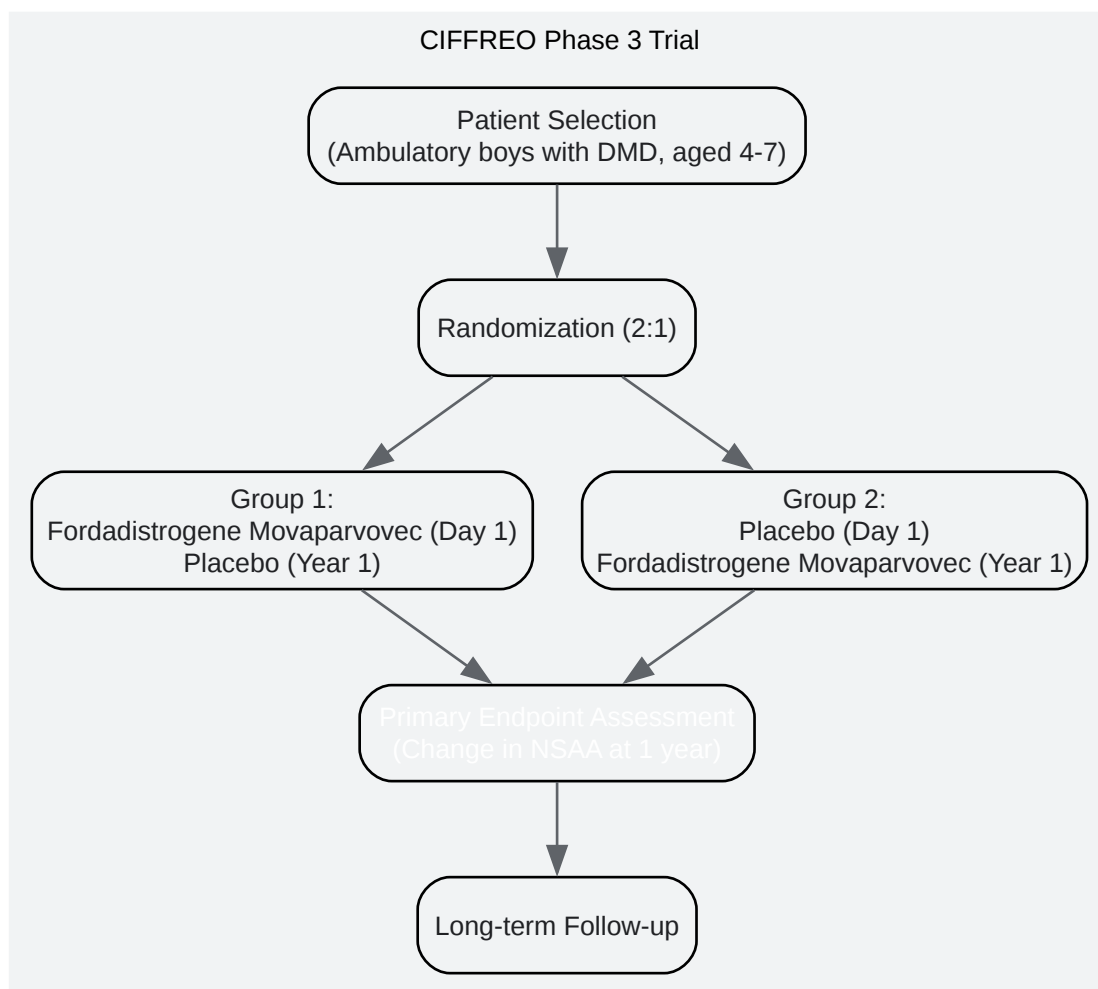 CIFFREO Phase 3 Trial
Patient Selection
(Ambulatory boys with DMD, aged 4-7)
Randomization (2:1)
Group 1:
Fordadistrogene Movaparvovec (Day 1)
Placebo (Year 1)
Group 2:
Placebo (Day 1)
Fordadistrogene Movaparvovec (Year 1)
Primary Endpoint Assessment
(Change in NSAA at 1 year)
Long-term Follow-up